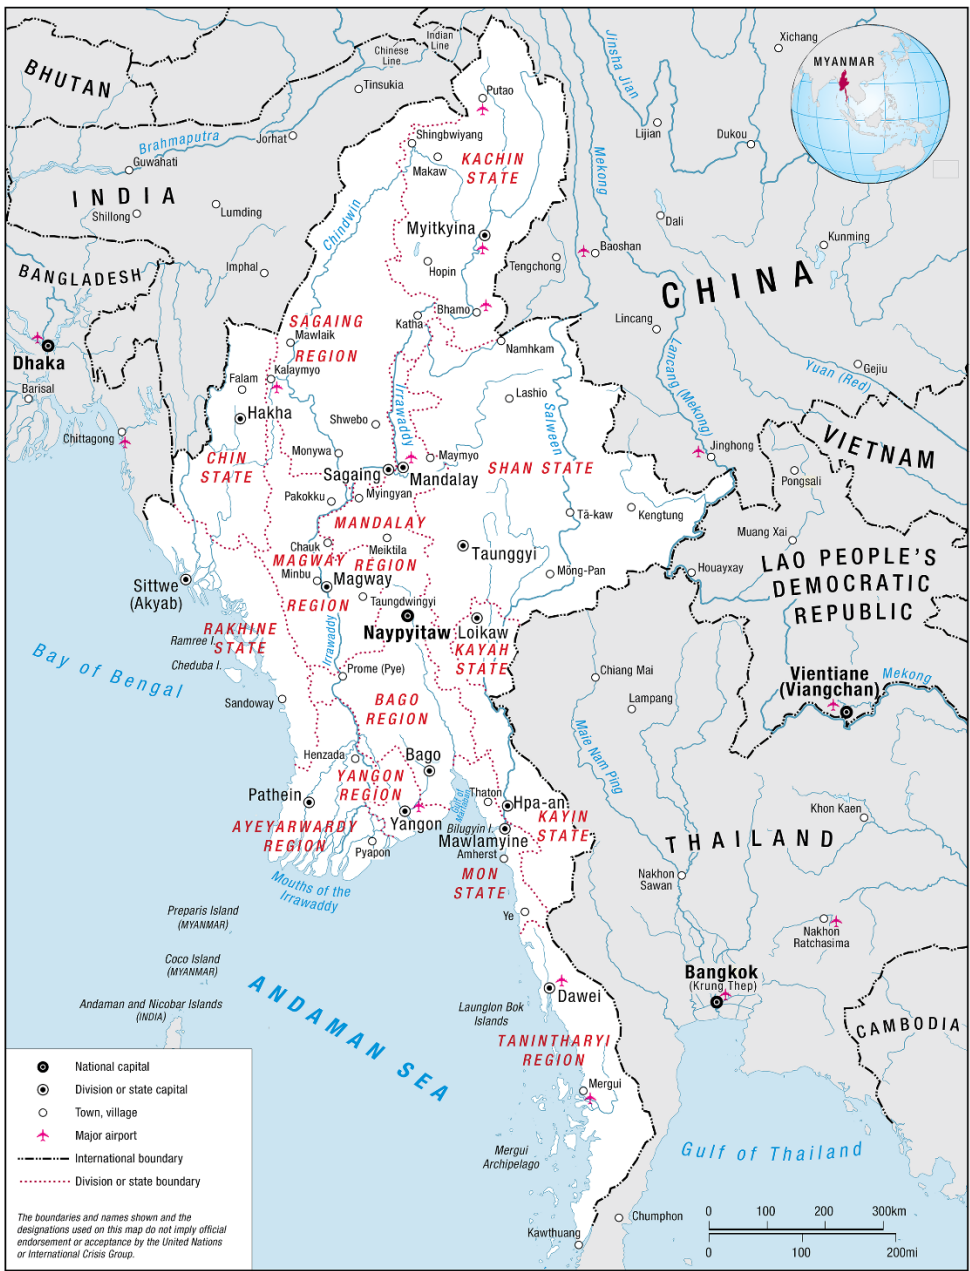 Xichang
Indian
Line
Chinese
Line
Jinsha Jian
MYANMAR
BHUTAN
Tinsukia
Putao
Brahmaputra
Jorhat
Shingbwiyang
Lijian
Dukou
Guwahati
Makaw
KACHIN
STATE
Mekong
INDIA
Shillong
Lumding
Chindwin
Myitkyina
Dali
Kunming
BANGLADESH
Imphal
Hopin
Tengchong
Baoshan
CHINA
Bhamo
Katha
SAGAING
Mawlaik
REGION
Namhkam
Lincang
Dhaka
Barisal
Falam
Kalaymyo
Lancang (Mekong)
Yuan (Red)
Gejiu
Hakha
Irrawaddy
Lashio
Salween
Shwebo
Chittagong
Monywa
Maymyo
Jinghong
VIETNAM
CHIN
STATE
Sagaing
Mandalay
SHAN STATE
Pongsali
Pakokku
Myingyan
Tā-kaw
Kengtung
MANDALAY
Muang Xai
Chauk
Meiktila
Taunggyi
MAGWAY
REGION
Minbu
Magway
Möng-Pan
Houayxay
LAO PEOPLE'S
DEMOCRATIC
REPUBLIC
Sittwe
(Akyab)
REGION
Taungdwingyi
Naypyitaw
Loikaw
RAKHINE
STATE
Ramree I.
Irrawaddy
KAYAH
STATE
Bay of Bengal
Cheduba I.
Prome (Pye)
Chiang Mai
Vientiane
(Viangchan)
Mekong
Sandoway
BAGO
REGION
Lampang
Maie Nam Ping
Henzada
Bago
YANGON
REGION
Pathein
Gulf of
Martaban
Thaton
Hpa-an
Yangon
KAYIN
STATE
Khon Kaen
AYEYARWARDY
REGION
Bilugyin I.
Mawlamyine
Pyapon
Amherst
THAILAND
Mouths of the
Irrawaddy
MON
STATE
Nakhon
Sawan
Preparis Island
(MYANMAR)
Ye
Nakhon
Ratchasima
Coco Island
(MYANMAR)
Bangkok
(Krung Thep)
ANDAMAN SEA
Andaman and Nicobar Islands
(INDIA)
Dawei
Launglon Bok
Islands
CAMBODIA
TANINTHARYI
REGION
Mergui
Gulf of Thailand
Mergui
Archipelago
Chumphon
Kawthuang
National capital
Division or state capital
Town, village
Major airport
International boundary
Division or state boundary
The boundaries and names shown and the
designations used on this map do not imply official
endorsement or acceptance by the United Nations
or International Crisis Group.
0 100 200 300km
0 100 200mi